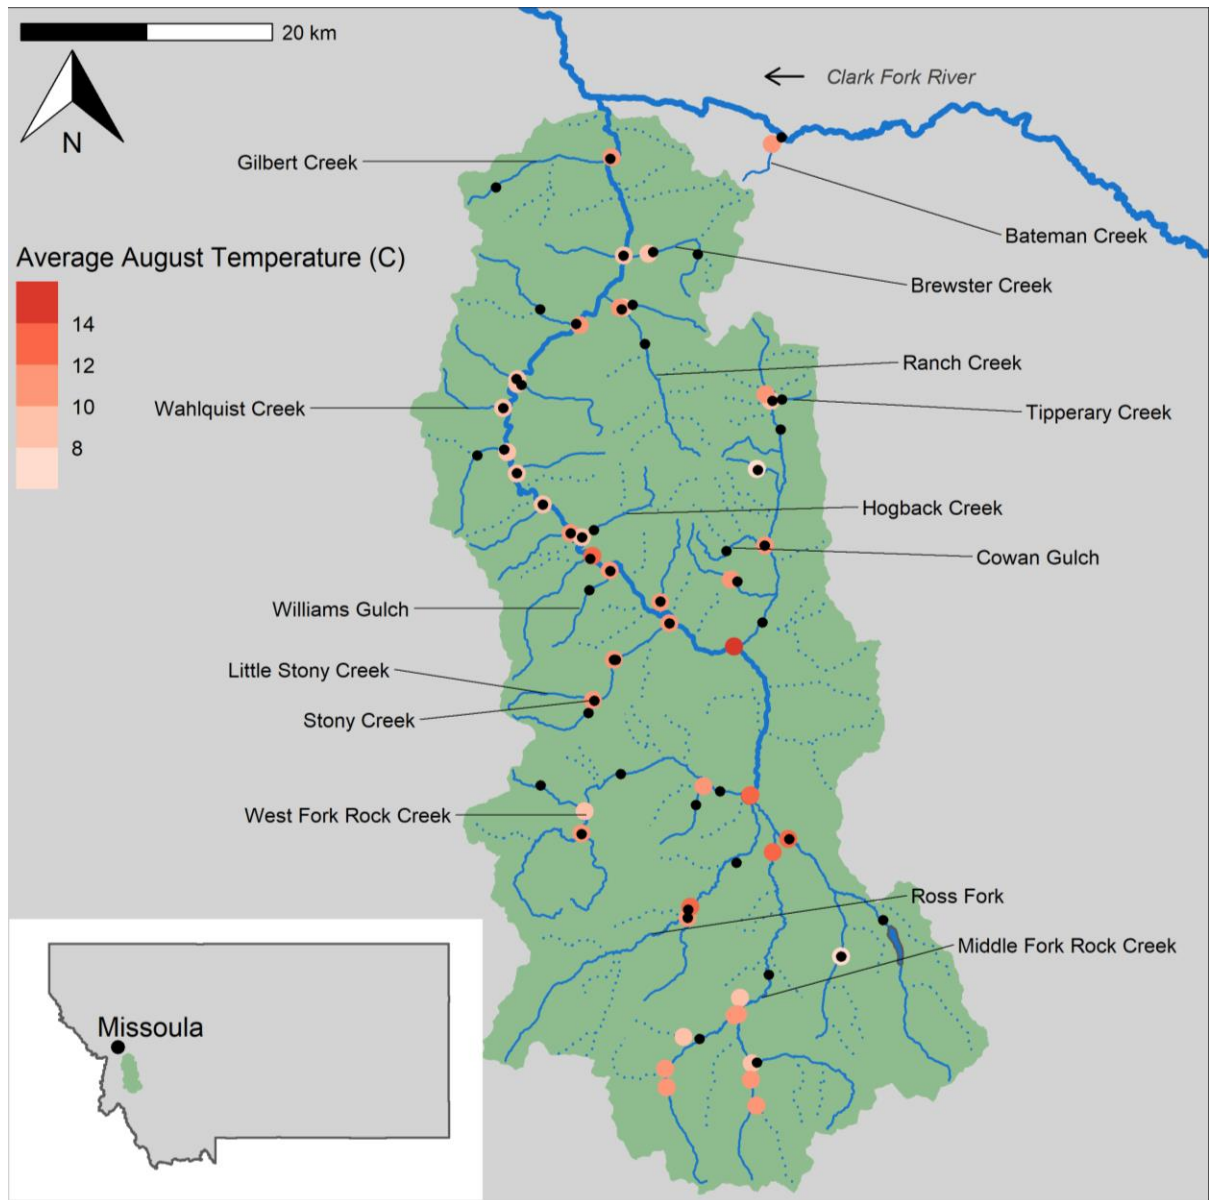 20 km
Clark Fork River
N
Gilbert Creek
Bateman Creek
Average August Temperature (C)
14
12
10
8
Brewster Creek
Ranch Creek
Wahlquist Creek
Tipperary Creek
Hogback Creek
Cowan Gulch
Williams Gulch
Little Stony Creek
Stony Creek
West Fork Rock Creek
Ross Fork
Middle Fork Rock Creek
Missoula